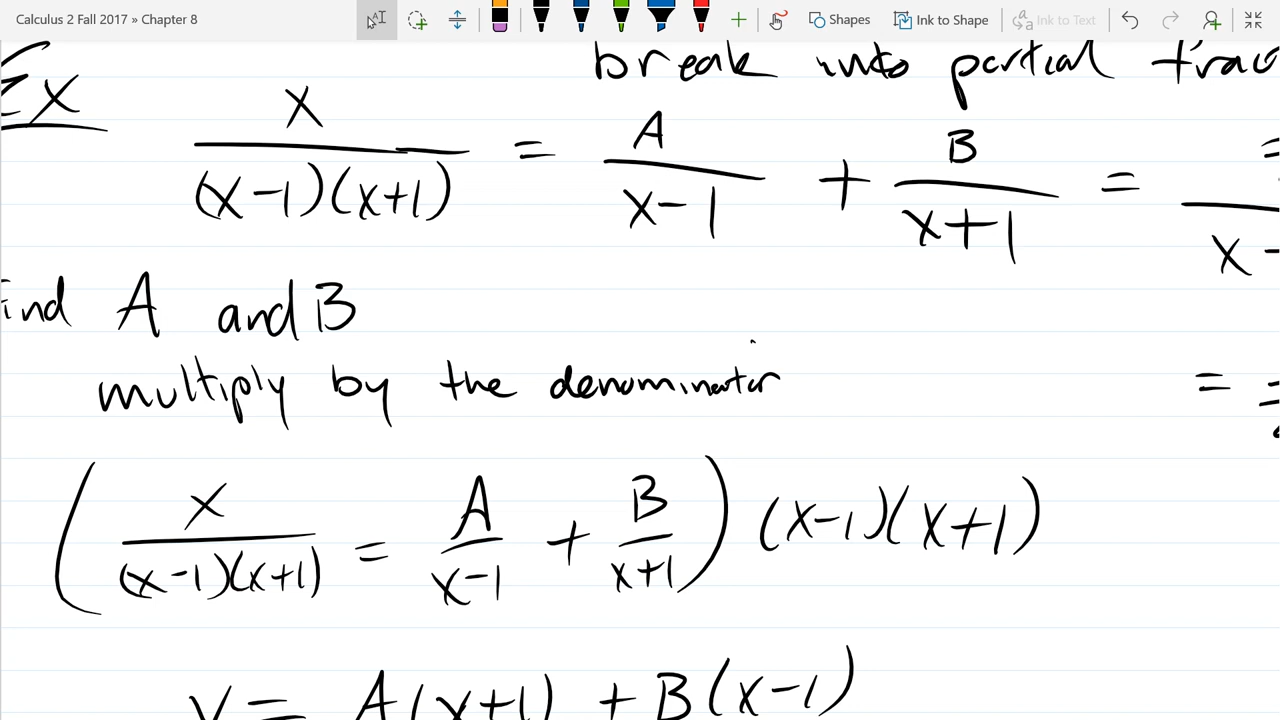 Calculus 2 Fall 2017 » Chapter 8
Shapes Ink to Shape Ink to Text
break into partial frac
Ex x/((x-1)(x+1)) = A/(x-1) + B/(x+1) =
ind A and B
multiply by the denominator
=
(x/((x-1)(x+1)) = A/(x-1) + B/(x+1)) (x-1)(x+1)
x = A(x+1) + B(x-1)